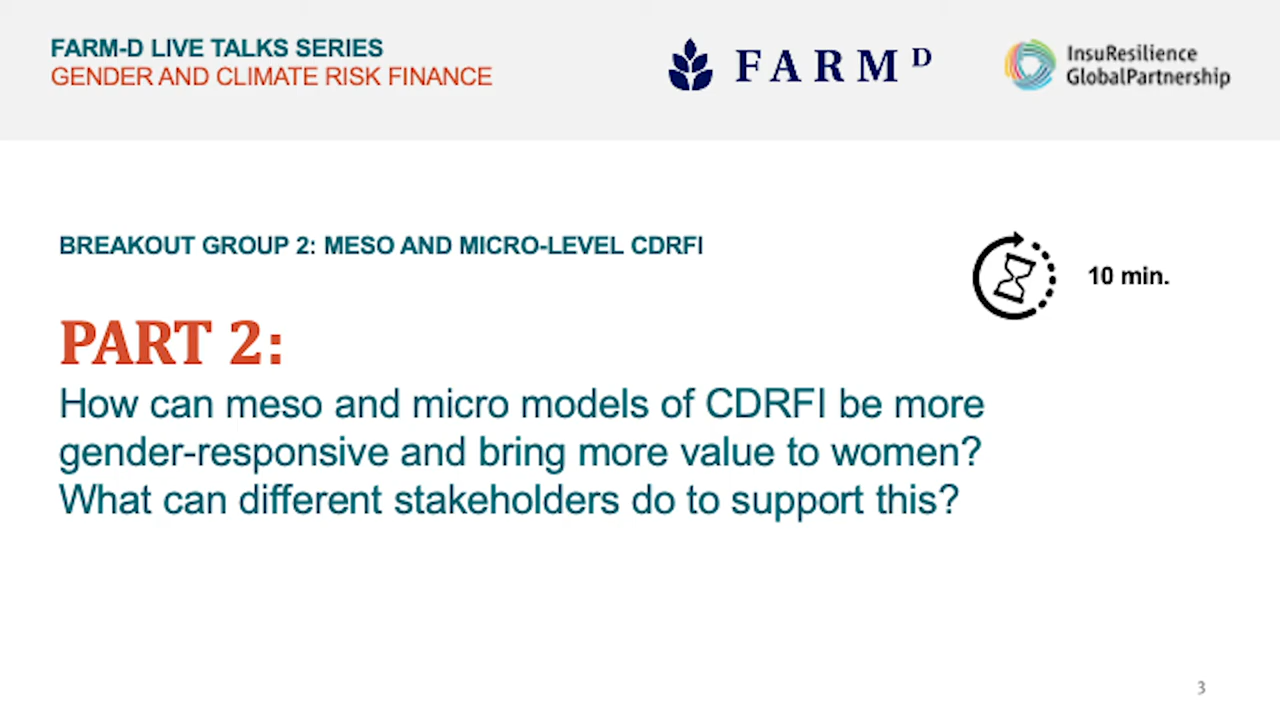 FARM-D LIVE TALKS SERIES
GENDER AND CLIMATE RISK FINANCE
FARM D
InsuResilience
GlobalPartnership
BREAKOUT GROUP 2: MESO AND MICRO-LEVEL CDRFI
10 min.
PART 2:
How can meso and micro models of CDRFI be more
gender-responsive and bring more value to women?
What can different stakeholders do to support this?
3